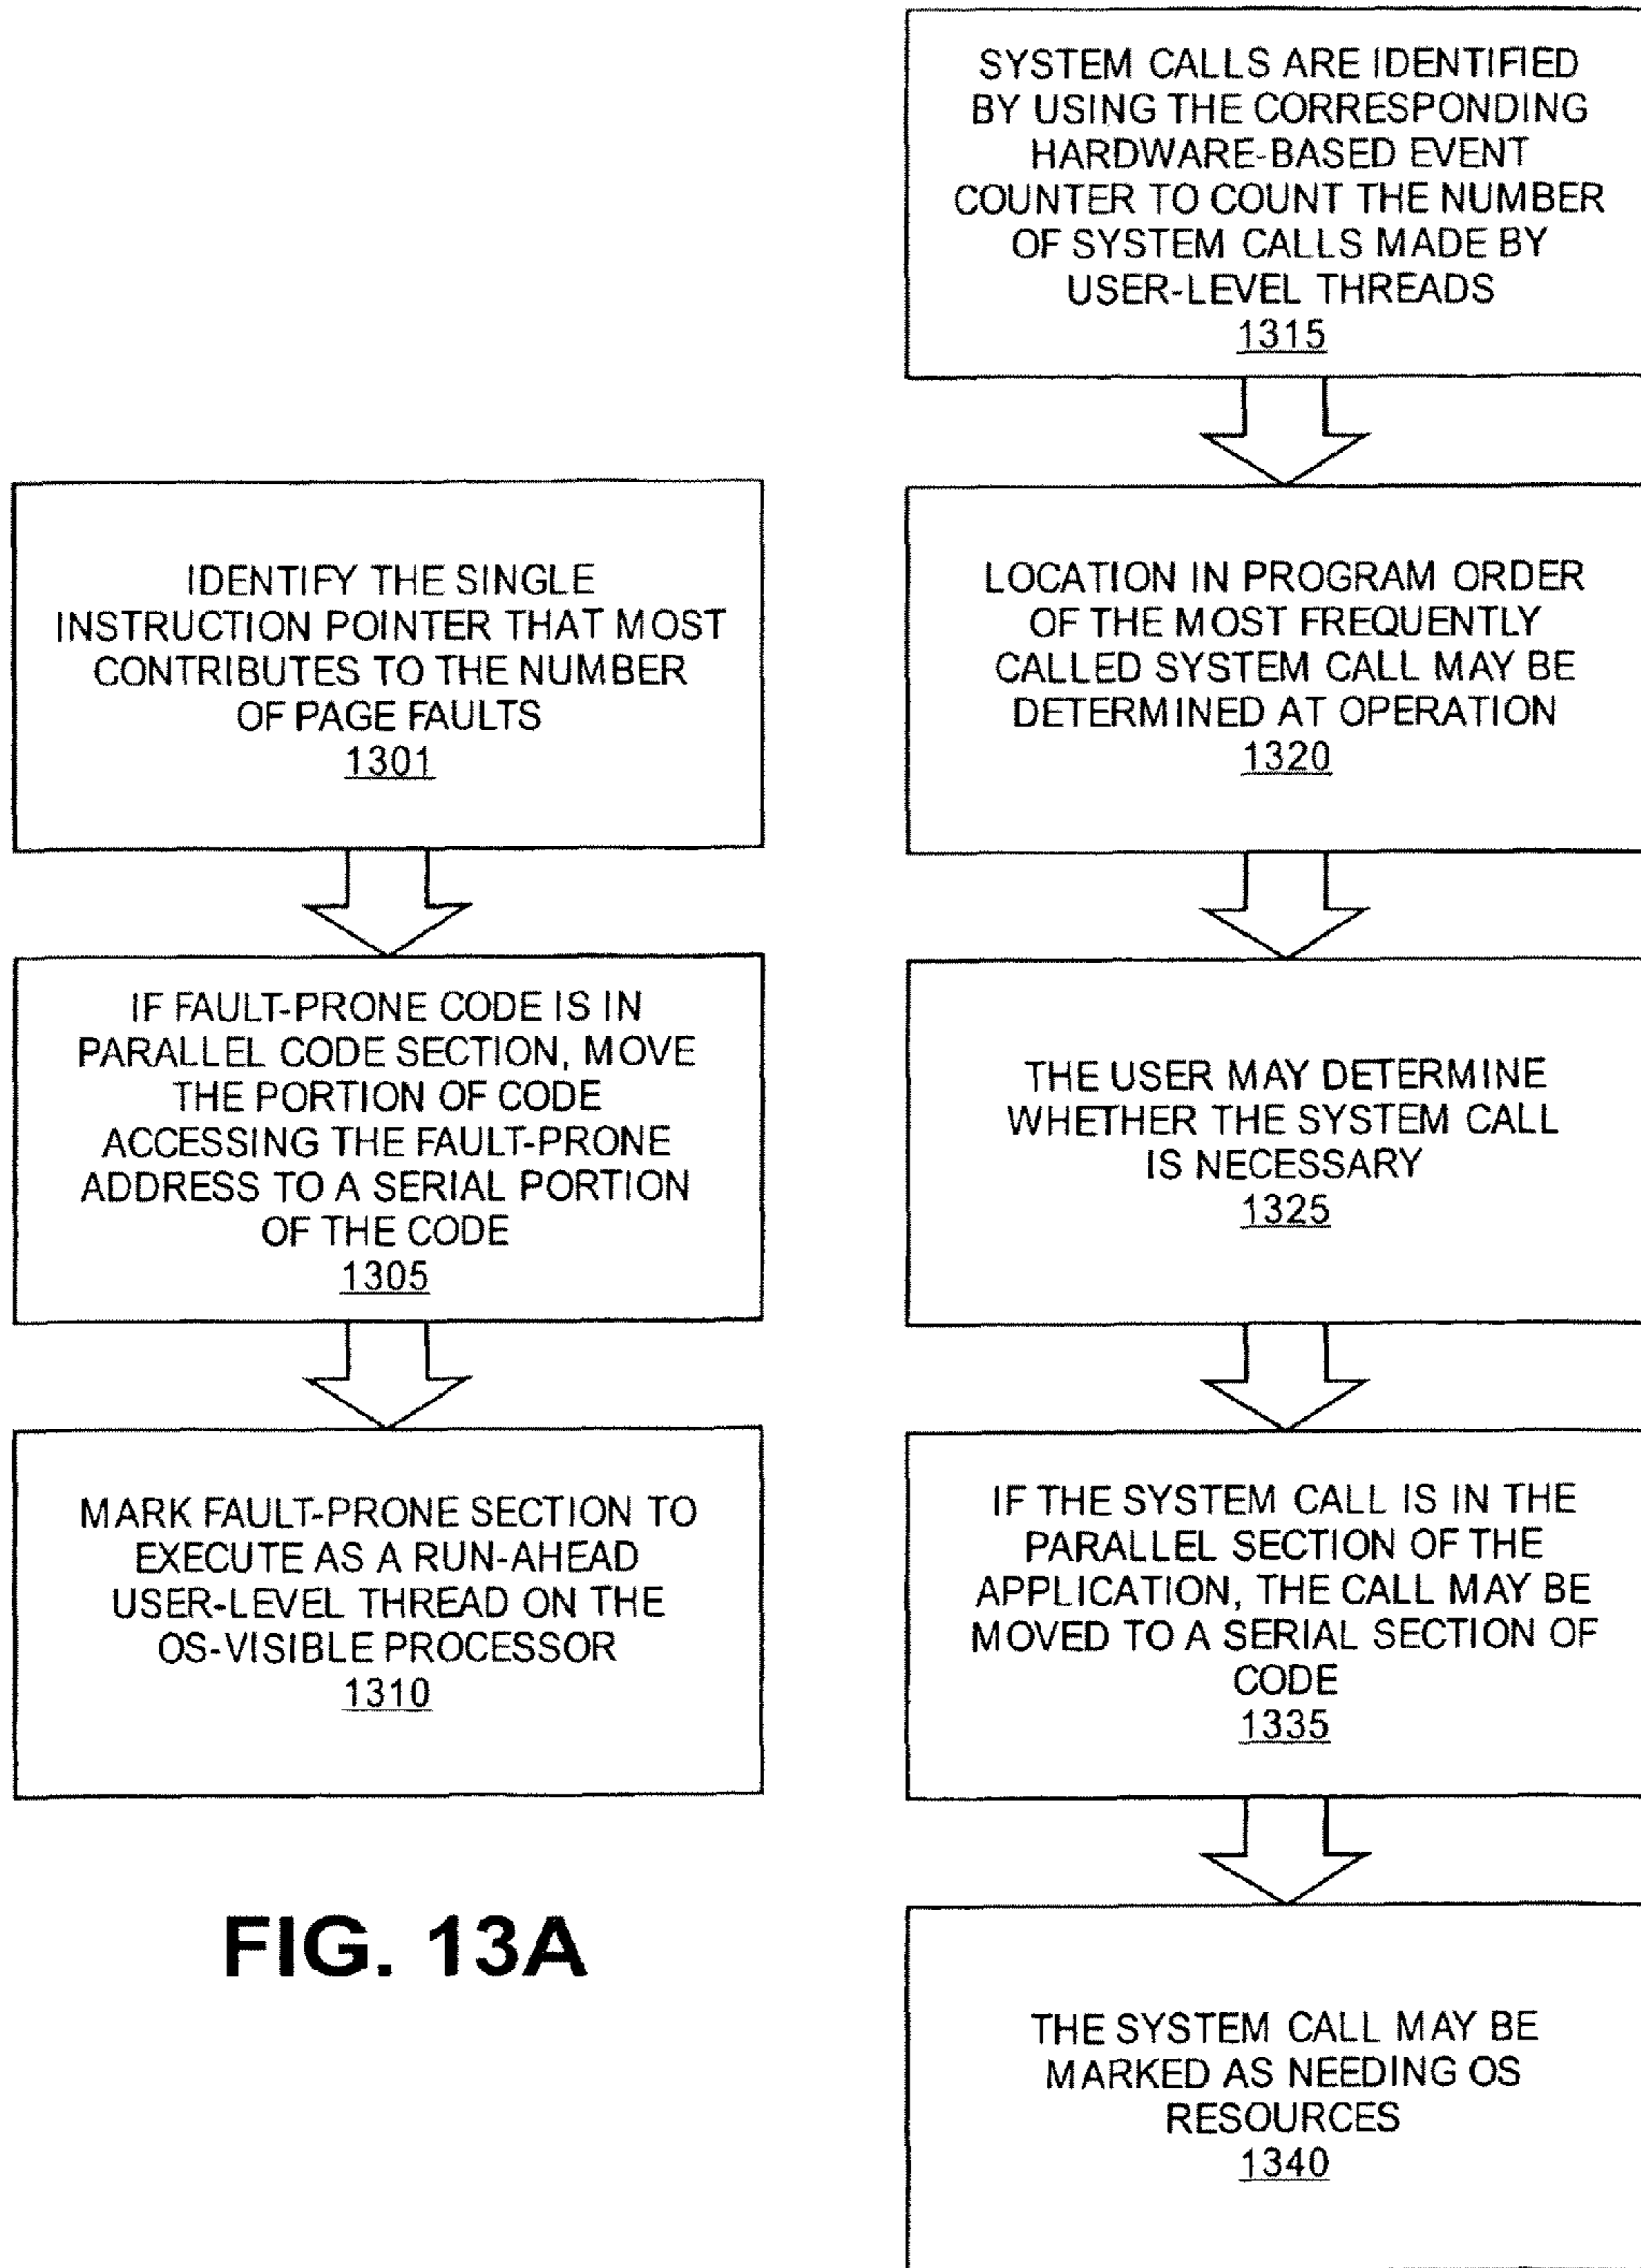 IDENTIFY THE SINGLE
INSTRUCTION POINTER THAT MOST
CONTRIBUTES TO THE NUMBER
OF PAGE FAULTS
1301
IF FAULT-PRONE CODE IS IN
PARALLEL CODE SECTION, MOVE
THE PORTION OF CODE
ACCESSING THE FAULT-PRONE
ADDRESS TO A SERIAL PORTION
OF THE CODE
1305
MARK FAULT-PRONE SECTION TO
EXECUTE AS A RUN-AHEAD
USER-LEVEL THREAD ON THE
OS-VISIBLE PROCESSOR
1310
FIG. 13A
SYSTEM CALLS ARE IDENTIFIED
BY USING THE CORRESPONDING
HARDWARE-BASED EVENT
COUNTER TO COUNT THE NUMBER
OF SYSTEM CALLS MADE BY
USER-LEVEL THREADS
1315
LOCATION IN PROGRAM ORDER
OF THE MOST FREQUENTLY
CALLED SYSTEM CALL MAY BE
DETERMINED AT OPERATION
1320
THE USER MAY DETERMINE
WHETHER THE SYSTEM CALL
IS NECESSARY
1325
IF THE SYSTEM CALL IS IN THE
PARALLEL SECTION OF THE
APPLICATION, THE CALL MAY BE
MOVED TO A SERIAL SECTION OF
CODE
1335
THE SYSTEM CALL MAY BE
MARKED AS NEEDING OS
RESOURCES
1340